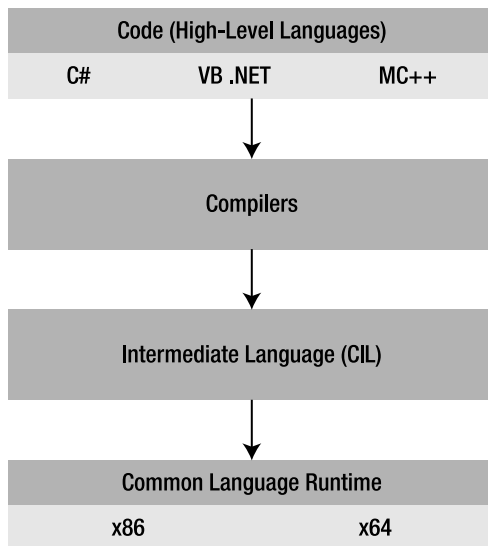 Code (High-Level Languages)
C# VB .NET MC++
Compilers
Intermediate Language (CIL)
Common Language Runtime
x86 x64